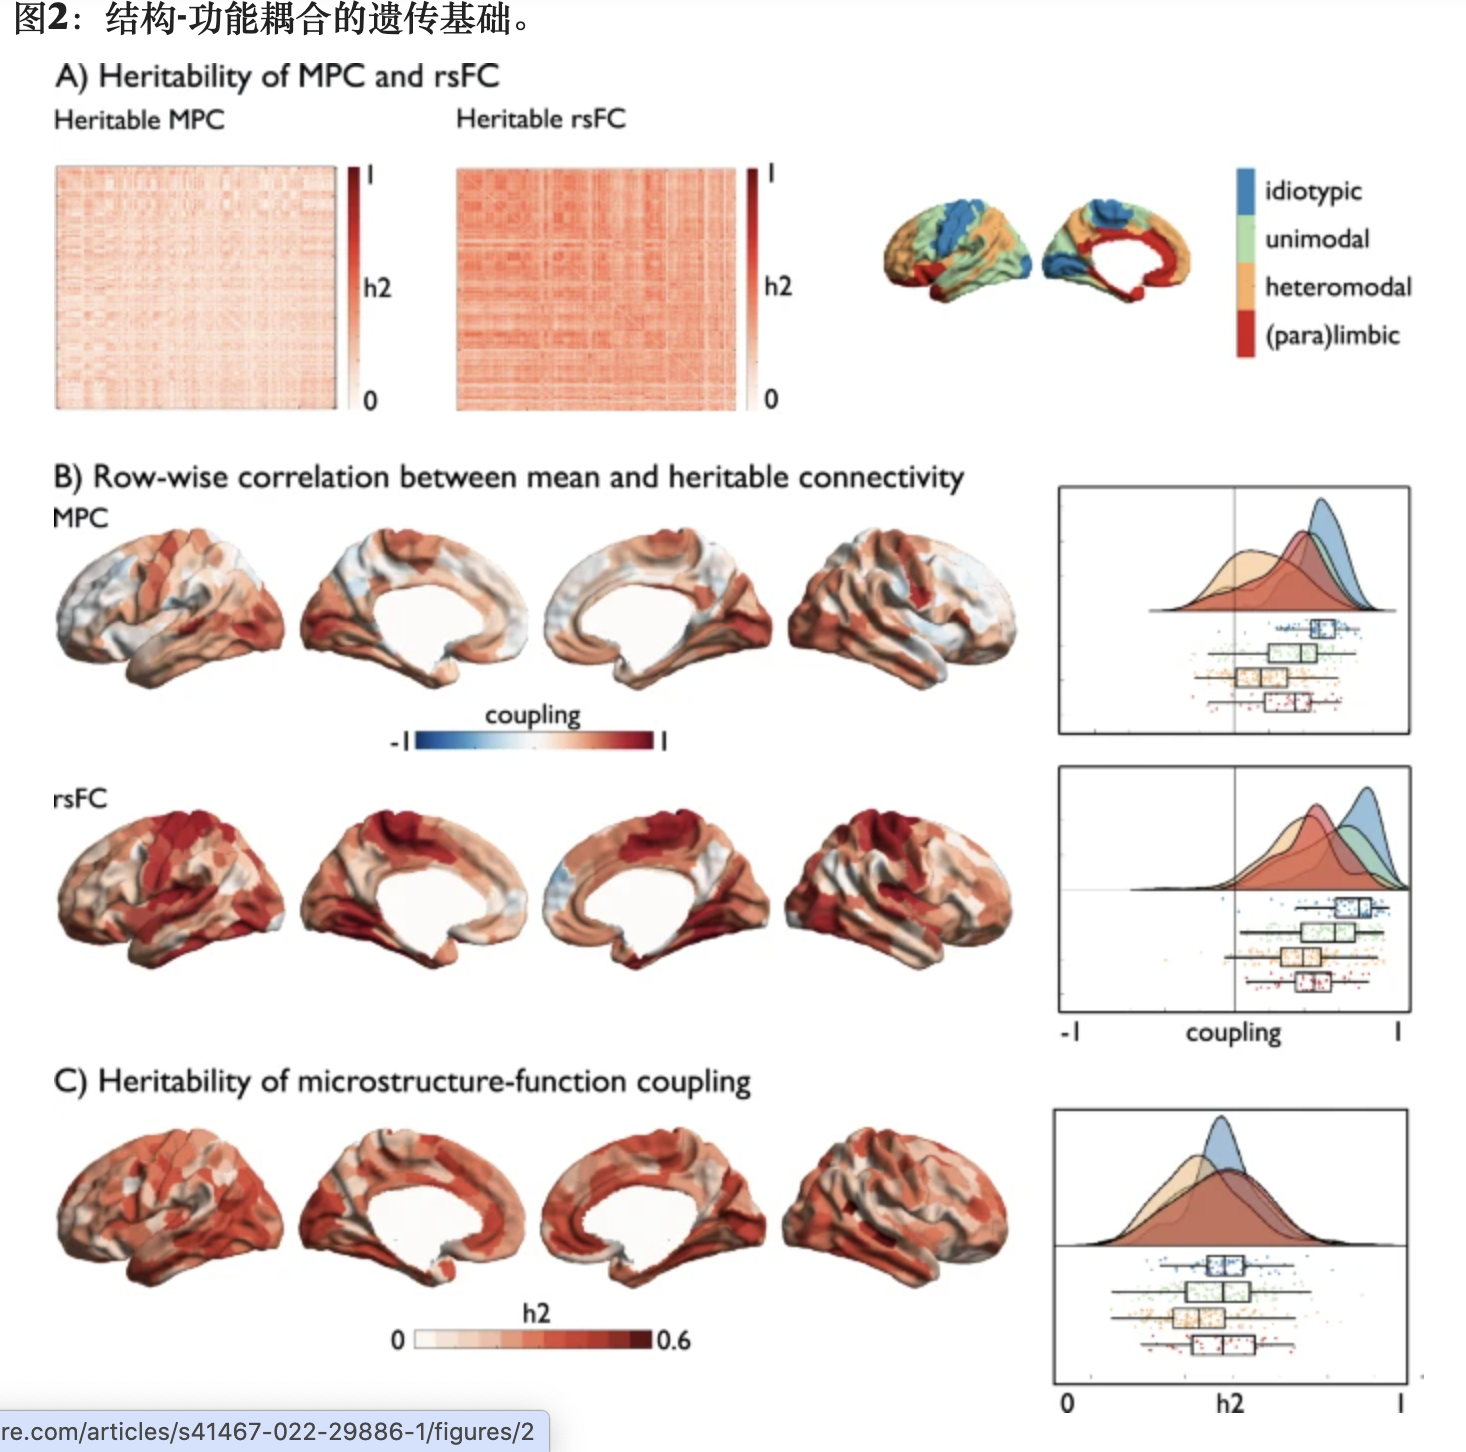 图2：结构-功能耦合的遗传基础。
A) Heritability of MPC and rsFC
Heritable MPC
Heritable rsFC
1
h2
0
1
h2
0
idiotypic
unimodal
heteromodal
(para)limbic
B) Row-wise correlation between mean and heritable connectivity
MPC
coupling
-1
1
rsFC
-1
coupling
1
C) Heritability of microstructure-function coupling
h2
0
0.6
0
h2
1
re.com/articles/s41467-022-29886-1/figures/2